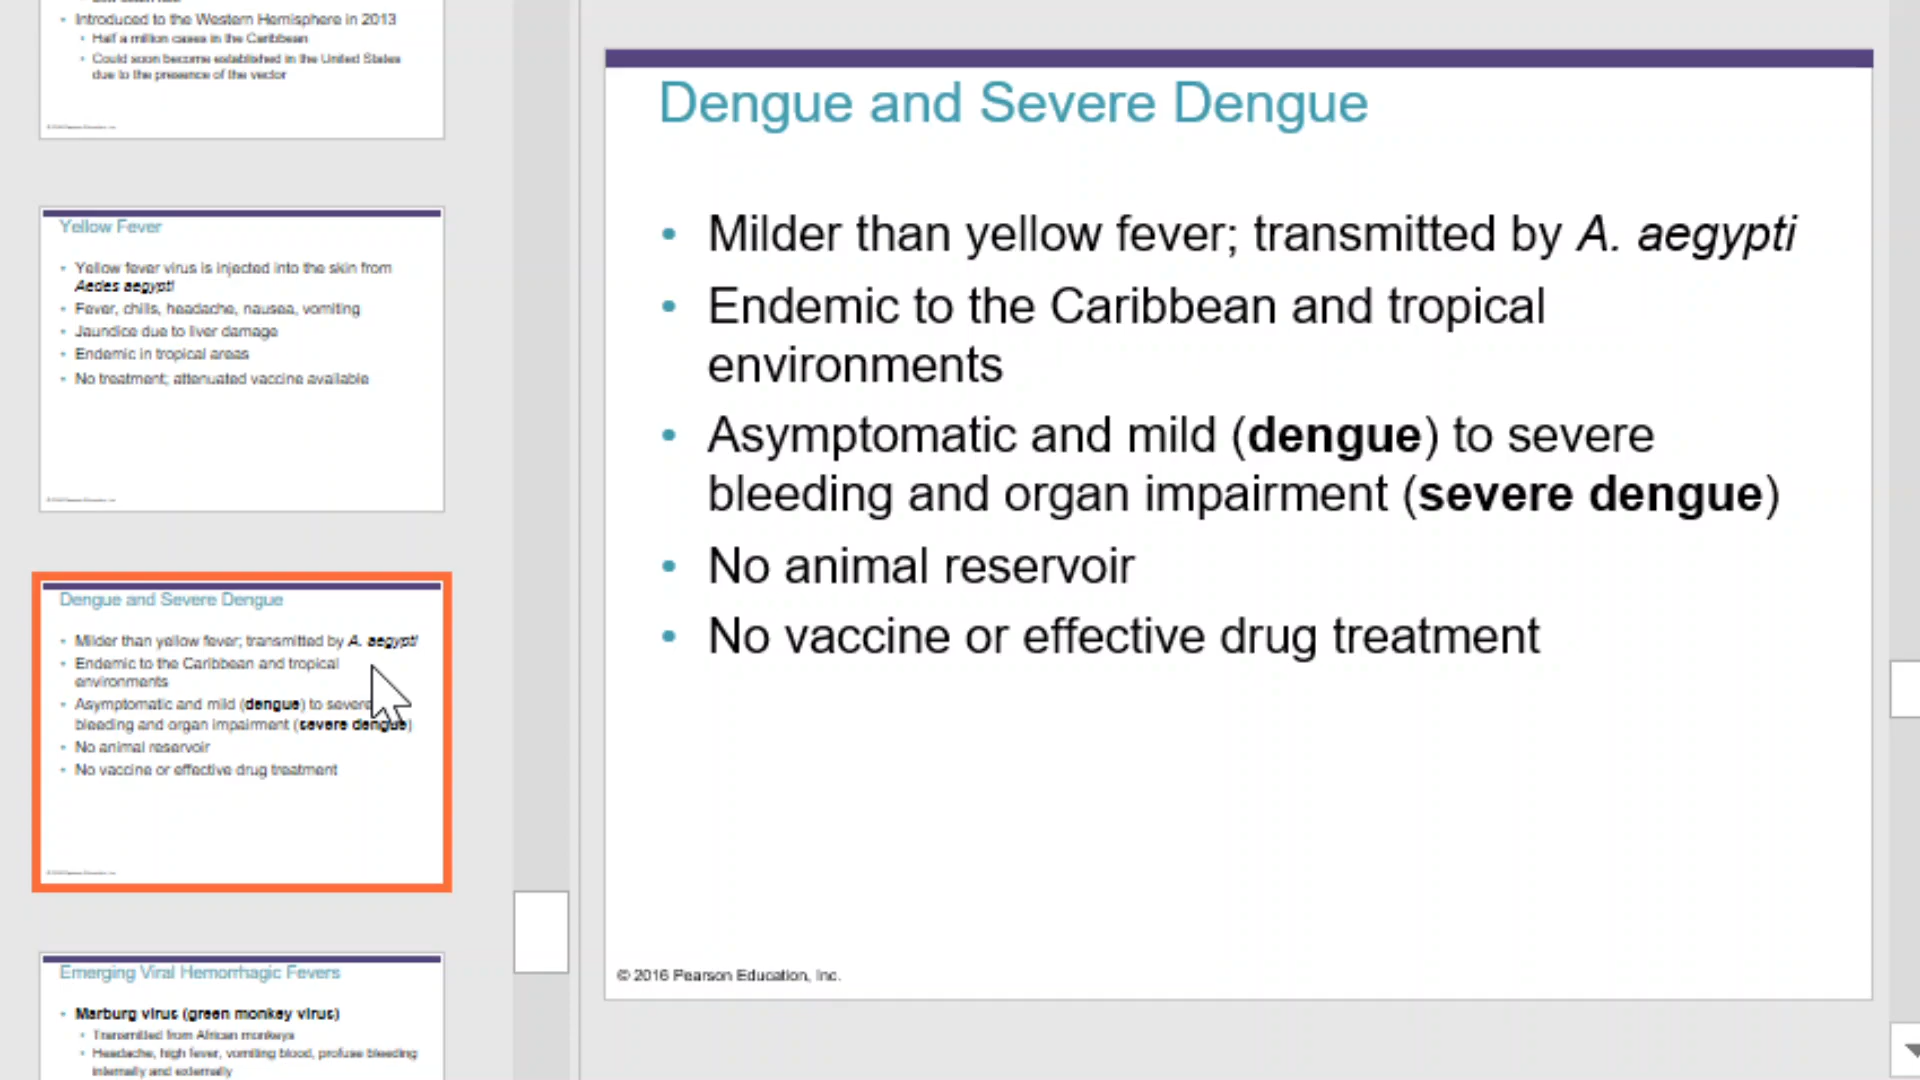 Introduced to the Western Hemisphere in 2013
Half a million cases in the Caribbean
Could soon become established in the United States
due to the presence of the vector
Yellow Fever
Yellow fever virus is injected into the skin from
Aedes aegypti
Fever, chills, headache, nausea, vomiting
Jaundice due to liver damage
Endemic in tropical areas
No treatment; attenuated vaccine available
Dengue and Severe Dengue
Milder than yellow fever; transmitted by A. aegypti
Endemic to the Caribbean and tropical
environments
Asymptomatic and mild (dengue) to severe
bleeding and organ impairment (severe dengue)
No animal reservoir
No vaccine or effective drug treatment
Emerging Viral Hemorrhagic Fevers
Marburg virus (green monkey virus)
Transmitted from African monkeys
Headache, high fever, vomiting blood, profuse bleeding
internally and externally
Dengue and Severe Dengue
Milder than yellow fever; transmitted by A. aegypti
Endemic to the Caribbean and tropical
environments
Asymptomatic and mild (dengue) to severe
bleeding and organ impairment (severe dengue)
No animal reservoir
No vaccine or effective drug treatment
© 2016 Pearson Education, Inc.